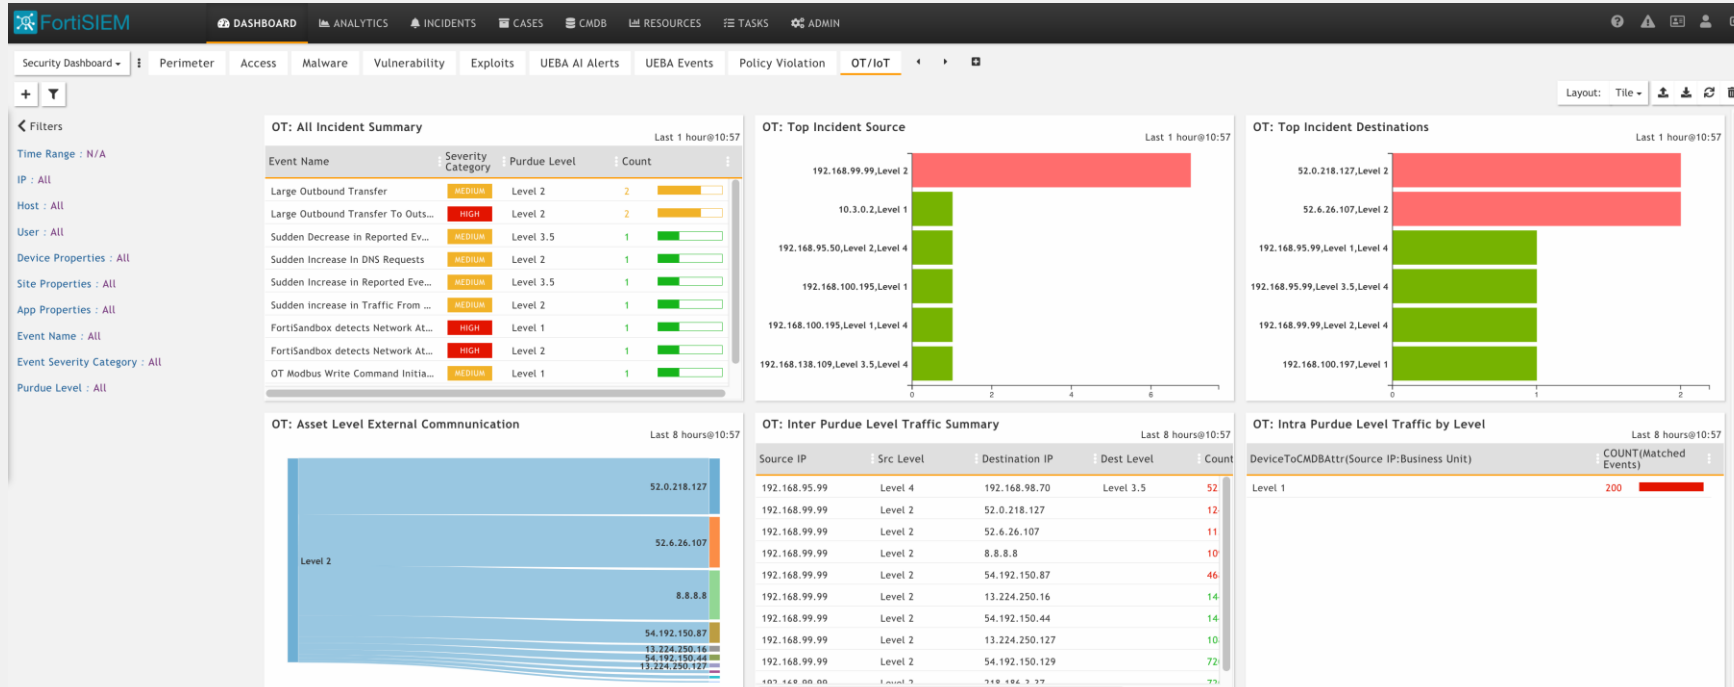 FortiSIEM
DASHBOARD ANALYTICS INCIDENTS CASES CMDB RESOURCES TASKS ADMIN
Security Dashboard Perimeter Access Malware Vulnerability Exploits UEBA AI Alerts UEBA Events Policy Violation OT/IoT
Layout: Tile
Filters
Time Range : N/A
IP : All
Host : All
User : All
Device Properties : All
Site Properties : All
App Properties : All
Event Name : All
Event Severity Category : All
Purdue Level : All
OT: All Incident Summary
Last 1 hour@10:57
Event Name Severity Category Purdue Level Count
Large Outbound Transfer MEDIUM Level 2 2
Large Outbound Transfer To Outs... HIGH Level 2 2
Sudden Decrease in Reported Ev... MEDIUM Level 3.5 1
Sudden Increase In DNS Requests MEDIUM Level 2 1
Sudden Increase in Reported Eve... MEDIUM Level 3.5 1
Sudden increase in Traffic From ... MEDIUM Level 2 1
FortiSandbox detects Network At... HIGH Level 1 1
FortiSandbox detects Network At... HIGH Level 2 1
OT Modbus Write Command Initia... MEDIUM Level 1 1
OT: Top Incident Source
Last 1 hour@10:57
192.168.99.99,Level 2
10.3.0.2,Level 1
192.168.95.50,Level 2,Level 4
192.168.100.195,Level 1
192.168.100.195,Level 1,Level 4
192.168.138.109,Level 3.5,Level 4
0 2 4 6
OT: Top Incident Destinations
Last 1 hour@10:57
52.0.218.127,Level 2
52.6.26.107,Level 2
192.168.95.99,Level 1,Level 4
192.168.95.99,Level 3.5,Level 4
192.168.99.99,Level 2,Level 4
192.168.100.197,Level 1
0 1 2
OT: Asset Level External Commnunication
Last 8 hours@10:57
Level 2
52.0.218.127
52.6.26.107
8.8.8.8
54.192.150.87
13.224.250.16
54.192.150.44
13.224.250.127
OT: Inter Purdue Level Traffic Summary
Last 8 hours@10:57
Source IP Src Level Destination IP Dest Level Count
192.168.95.99 Level 4 192.168.98.70 Level 3.5 52
192.168.99.99 Level 2 52.0.218.127 12
192.168.99.99 Level 2 52.6.26.107 11
192.168.99.99 Level 2 8.8.8.8 10
192.168.99.99 Level 2 54.192.150.87 46
192.168.99.99 Level 2 13.224.250.16 14
192.168.99.99 Level 2 54.192.150.44 14
192.168.99.99 Level 2 13.224.250.127 10
192.168.99.99 Level 2 54.192.150.129 72
192.168.99.99 Level 2 218.186.3.37
OT: Intra Purdue Level Traffic by Level
Last 8 hours@10:57
DeviceToCMDBAttr(Source IP:Business Unit) COUNT(Matched Events)
Level 1 200